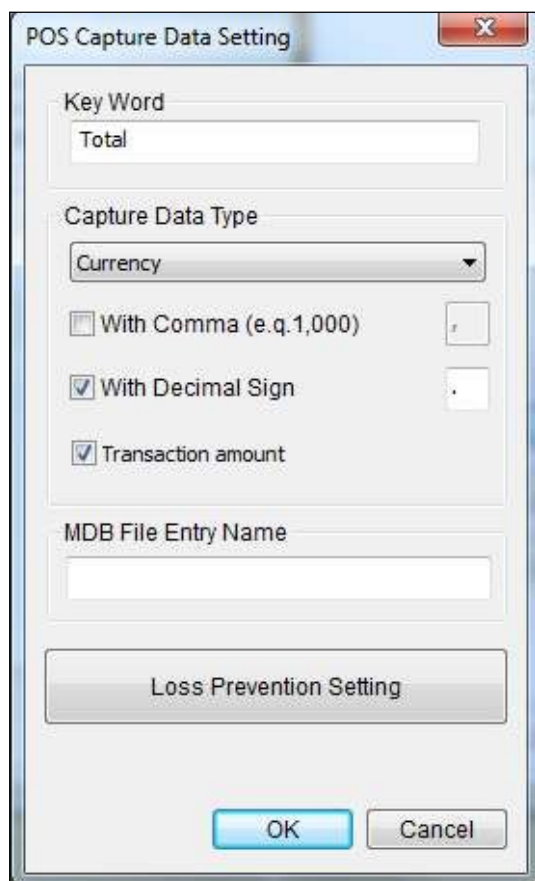 POS Capture Data Setting
Key Word
Total
Capture Data Type
Currency
With Comma (e.q.1,000) ,
With Decimal Sign .
Transaction amount
MDB File Entry Name
Loss Prevention Setting
OK Cancel